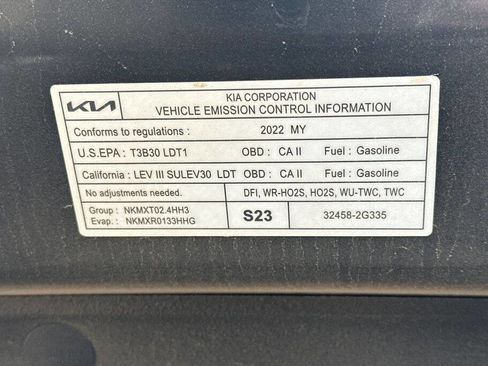 KIA
KIA CORPORATION
VEHICLE EMISSION CONTROL INFORMATION
Conforms to regulations : 2022 MY
U.S.EPA : T3B30 LDT1 OBD : CA II Fuel : Gasoline
California : LEV III SULEV30 LDT OBD : CA II Fuel : Gasoline
No adjustments needed. DFI, WR-HO2S, HO2S, WU-TWC, TWC
Group : NKMXT02.4HH3
Evap. : NKMXR0133HHG
S23
32458-2G335